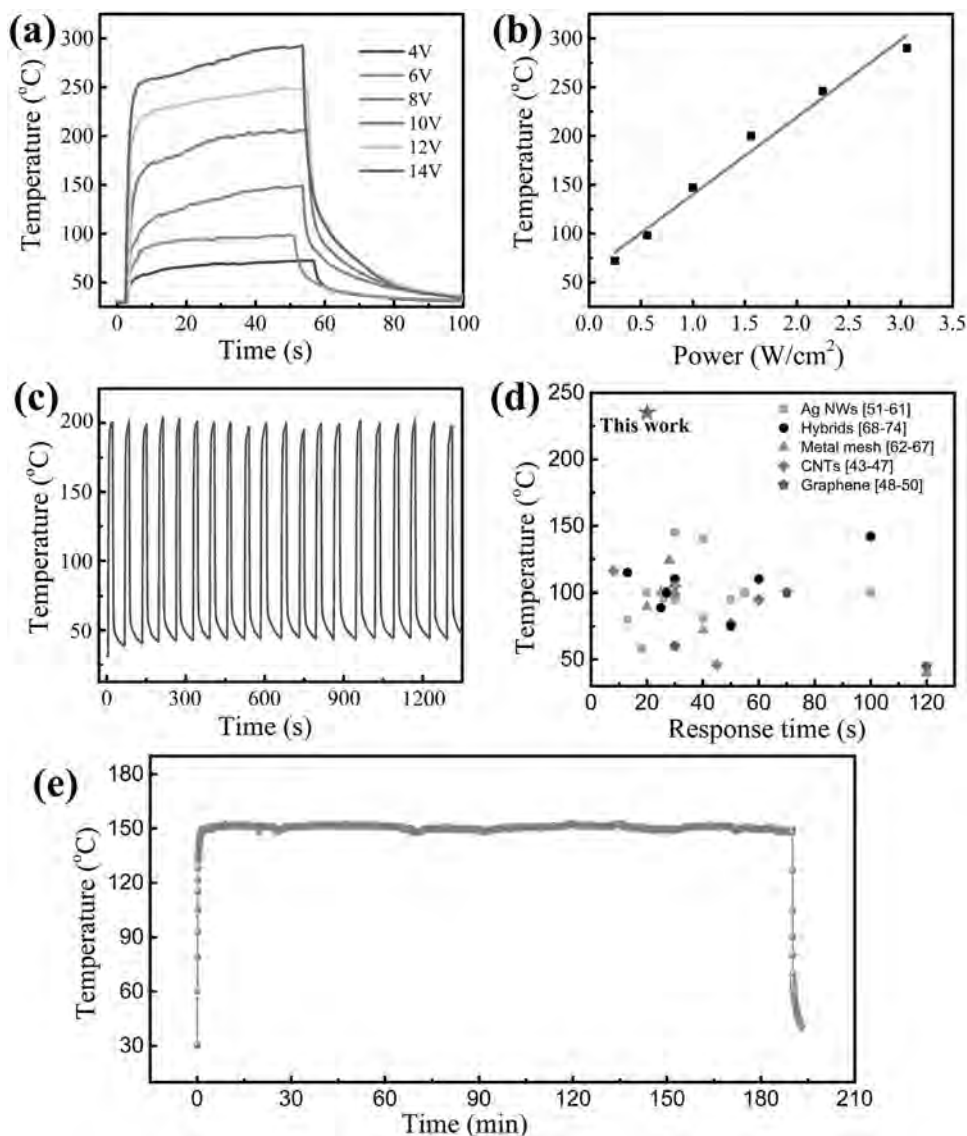 (a)
Temperature (°C)
300
250
200
150
100
50
0 20 40 60 80 100
Time (s)
4V
6V
8V
10V
12V
14V
(b)
Temperature (°C)
300
250
200
150
100
50
0.0 0.5 1.0 1.5 2.0 2.5 3.0 3.5
Power (W/cm²)
(c)
Temperature (°C)
200
150
100
50
0 300 600 900 1200
Time (s)
(d)
Temperature (°C)
250
200
150
100
50
This work
Ag NWs [51-61]
Hybrids [68-74]
Metal mesh [62-67]
CNTs [43-47]
Graphene [48-50]
0 20 40 60 80 100 120
Response time (s)
(e)
Temperature (°C)
180
150
120
90
60
30
0 30 60 90 120 150 180 210
Time (min)